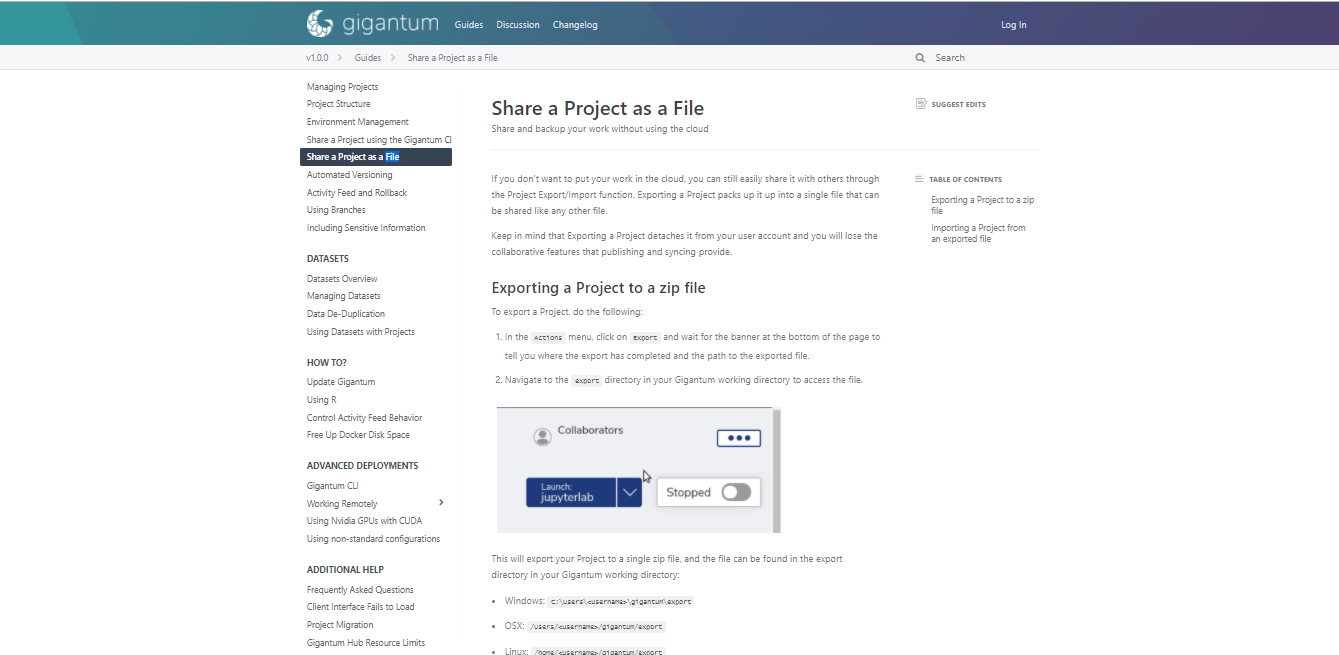 gigantum
Guides
Discussion
Changelog
Log In
v1.0.0
Guides
Share a Project as a File
Search
Managing Projects
Project Structure
Environment Management
Share a Project using the Gigantum Cl
Share a Project as a File
Automated Versioning
Activity Feed and Rollback
Using Branches
Including Sensitive Information
DATASETS
Datasets Overview
Managing Datasets
Data De-Duplication
Using Datasets with Projects
HOW TO?
Update Gigantum
Using R
Control Activity Feed Behavior
Free Up Docker Disk Space
ADVANCED DEPLOYMENTS
Gigantum CLI
Working Remotely
Using Nvidia GPUs with CUDA
Using non-standard configurations
ADDITIONAL HELP
Frequently Asked Questions
Client Interface Fails to Load
Project Migration
Gigantum Hub Resource Limits
Share a Project as a File
Share and backup your work without using the cloud
If you don't want to put your work in the cloud, you can still easily share it with others through
the Project Export/Import function. Exporting a Project packs up it up into a single file that can
be shared like any other file.
Keep in mind that Exporting a Project detaches it from your user account and you will lose the
collaborative features that publishing and syncing provide.
Exporting a Project to a zip file
To export a Project, do the following:
1. In the Actions menu, click on Export and wait for the banner at the bottom of the page to
tell you where the export has completed and the path to the exported file.
2. Navigate to the export directory in your Gigantum working directory to access the file.
Collaborators
Launch:
jupyterlab
Stopped
This will export your Project to a single zip file, and the file can be found in the export
directory in your Gigantum working directory:
• Windows: C:\Users\<username>\gigantum\export
• OSX: /Users/<username>/gigantum/export
• Linux: /home/<username>/gigantum/export
SUGGEST EDITS
TABLE OF CONTENTS
Exporting a Project to a zip
file
Importing a Project from
an exported file